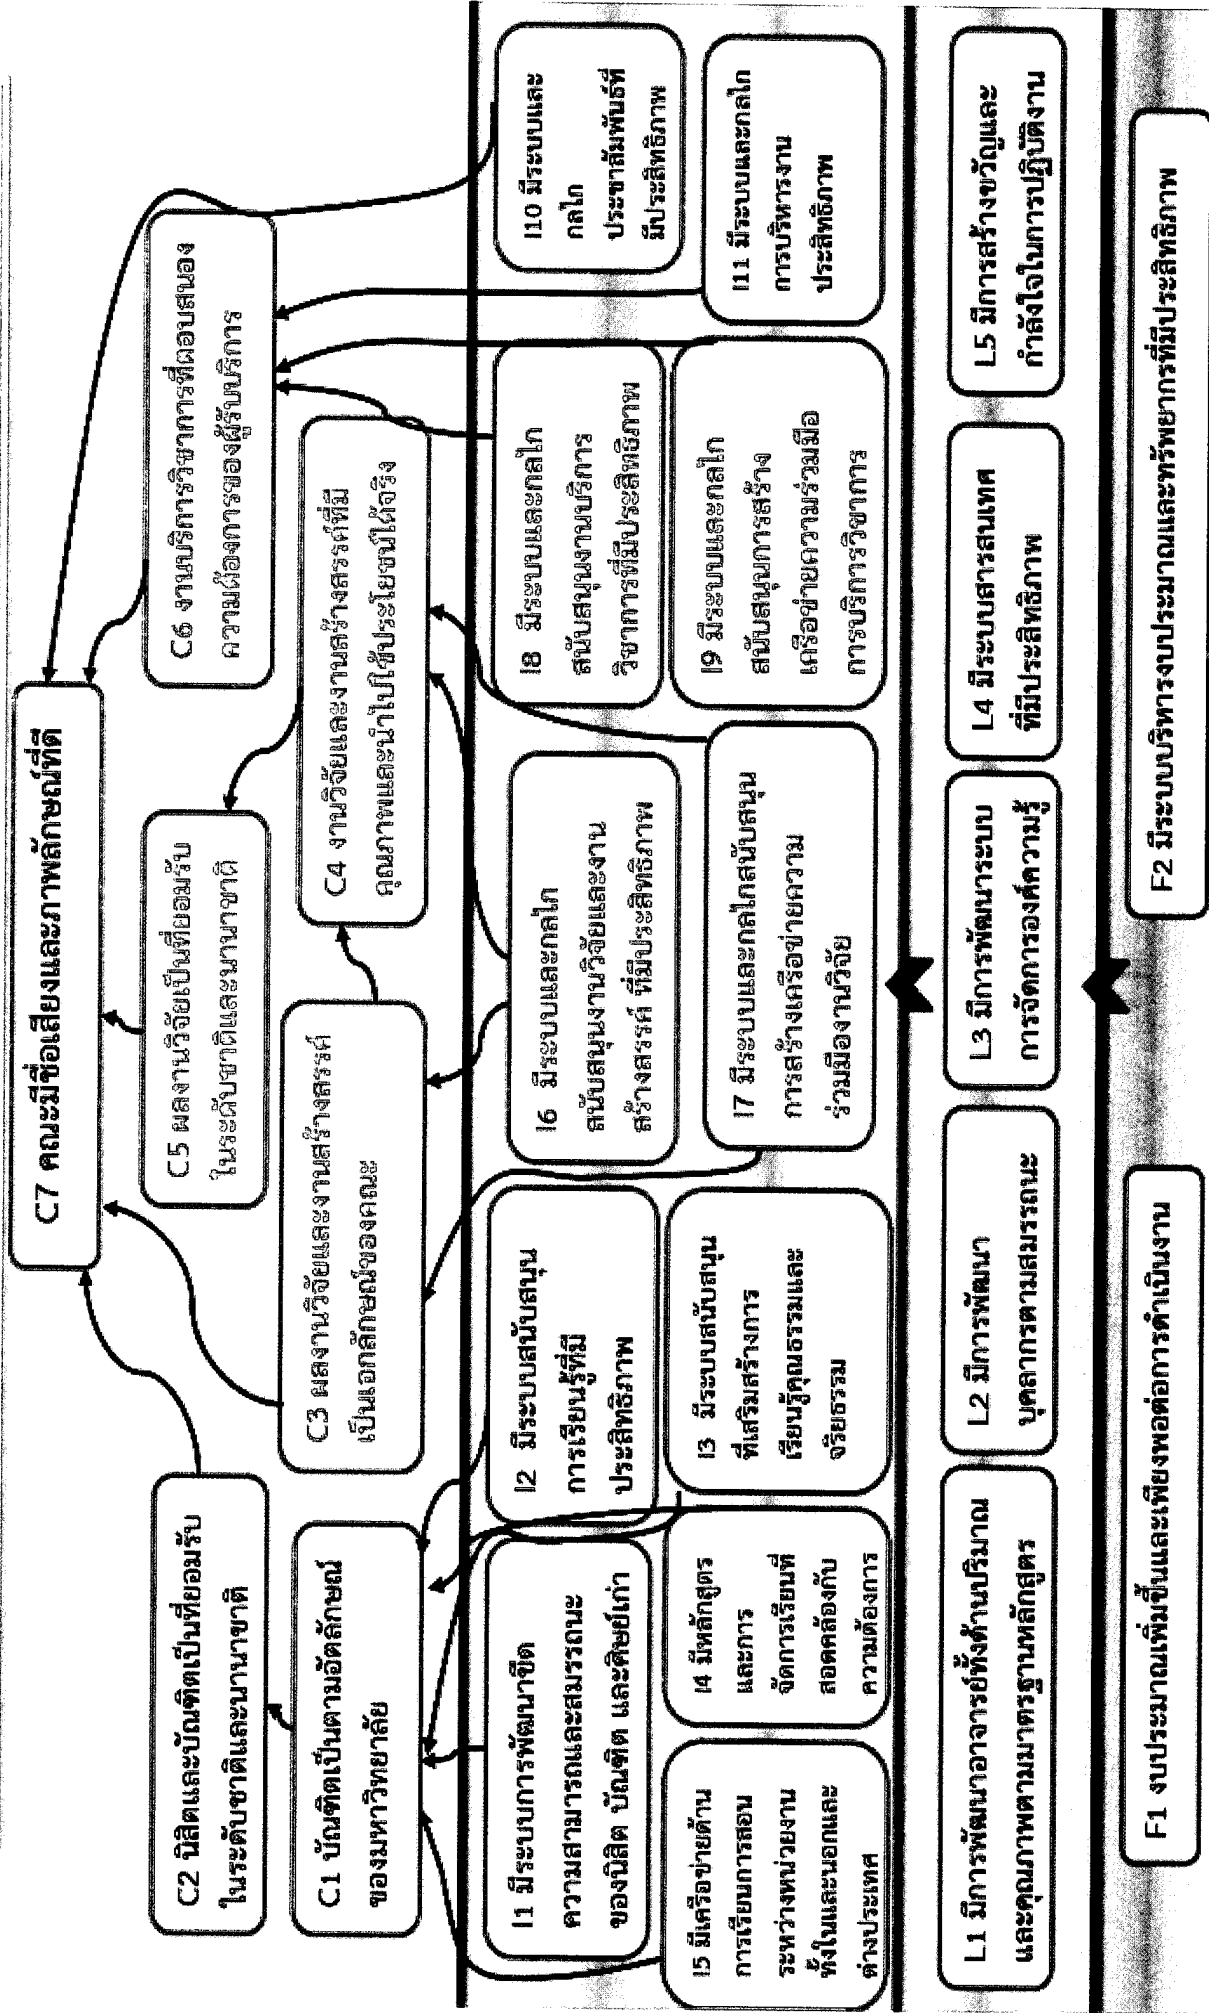 C7 คณะมีชื่อเสียงและภาพลักษณ์ที่ดี
C2 นิสิตและบัณฑิตเป็นที่ยอมรับ
ในระดับชาติและนานาชาติ
C5 ผลงานวิจัยเป็นที่ยอมรับ
ในระดับชาติและนานาชาติ
C6 งานบริการวิชาการที่ตอบสนอง
ความต้องการของผู้รับบริการ
C1 บัณฑิตเป็นตามอัตลักษณ์
ของมหาวิทยาลัย
C3 ผลงานวิจัยและงานสร้างสรรค์
เป็นเอกลักษณ์ของคณะ
C4 งานวิจัยและงานสร้างสรรค์ที่มี
คุณภาพและนำไปใช้ประโยชน์ได้จริง
I1 มีระบบการพัฒนาขีด
ความสามารถและสมรรถนะ
ของนิสิต บัณฑิต และศิษย์เก่า
I2 มีระบบสนับสนุน
การเรียนรู้ที่มี
ประสิทธิภาพ
I6 มีระบบและกลไก
สนับสนุนงานวิจัยและงาน
สร้างสรรค์ ที่มีประสิทธิภาพ
I8 มีระบบและกลไก
สนับสนุนงานบริการ
วิชาการที่มีประสิทธิภาพ
I10 มีระบบและ
กลไก
ประชาสัมพันธ์ที่
มีประสิทธิภาพ
I5 มีเครือข่ายด้าน
การเรียนการสอน
ระหว่างหน่วยงาน
ทั้งในและนอกและ
ต่างประเทศ
I4 มีหลักสูตร
และการ
จัดการเรียนที่
สอดคล้องกับ
ความต้องการ
I3 มีระบบสนับสนุน
ที่เสริมสร้างการ
เรียนรู้คุณธรรมและ
จริยธรรม
I7 มีระบบและกลไกสนับสนุน
การสร้างเครือข่ายความ
ร่วมมืองานวิจัย
I9 มีระบบและกลไก
สนับสนุนการสร้าง
เครือข่ายความร่วมมือ
การบริการวิชาการ
I11 มีระบบและกลไก
การบริหารงาน
ประสิทธิภาพ
L1 มีการพัฒนาอาจารย์ทั้งด้านปริมาณ
และคุณภาพตามมาตรฐานหลักสูตร
L2 มีการพัฒนา
บุคลากรตามสมรรถนะ
L3 มีการพัฒนาระบบ
การจัดการองค์ความรู้
L4 มีระบบสารสนเทศ
ที่มีประสิทธิภาพ
L5 มีการสร้างขวัญและ
กำลังใจในการปฏิบัติงาน
F1 งบประมาณเพิ่มขึ้นและเพียงพอต่อการดำเนินงาน
F2 มีระบบบริหารงบประมาณและทรัพยากรที่มีประสิทธิภาพ